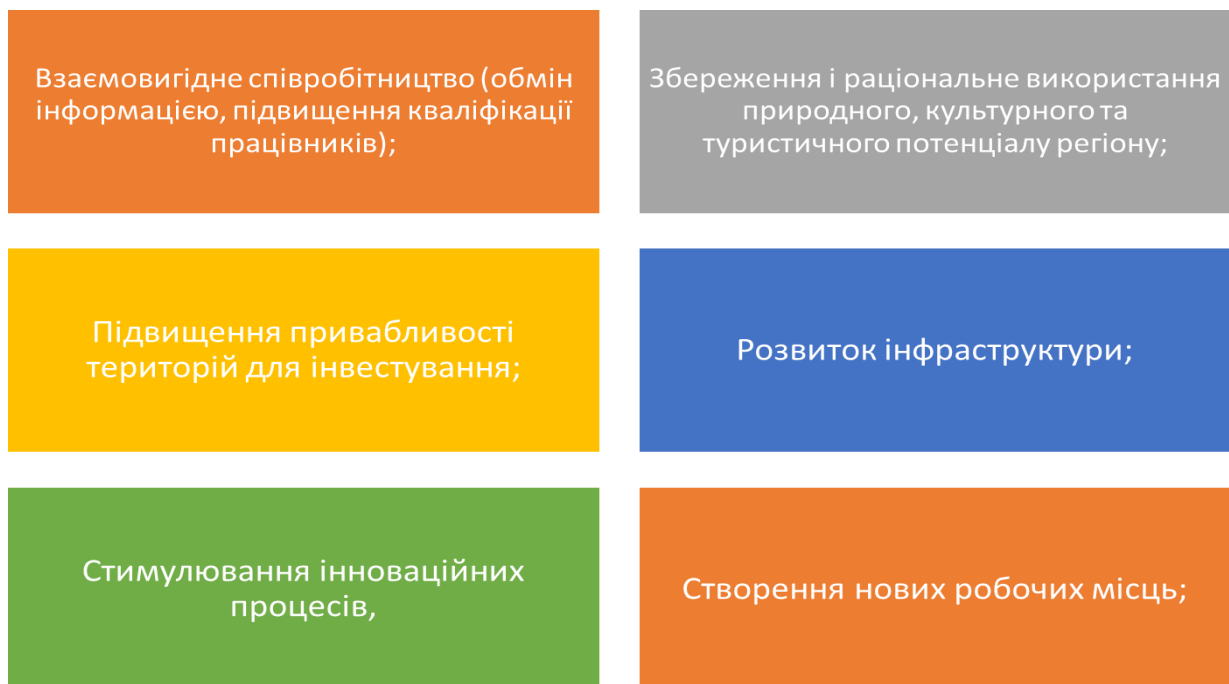 Взаємовигідне співробітництво (обмін
інформацією, підвищення кваліфікації
працівників);
Збереження і раціональне використання
природного, культурного та
туристичного потенціалу регіону;
Підвищення привабливості
територій для інвестування;
Розвиток інфраструктури;
Стимулювання інноваційних
процесів,
Створення нових робочих місць;